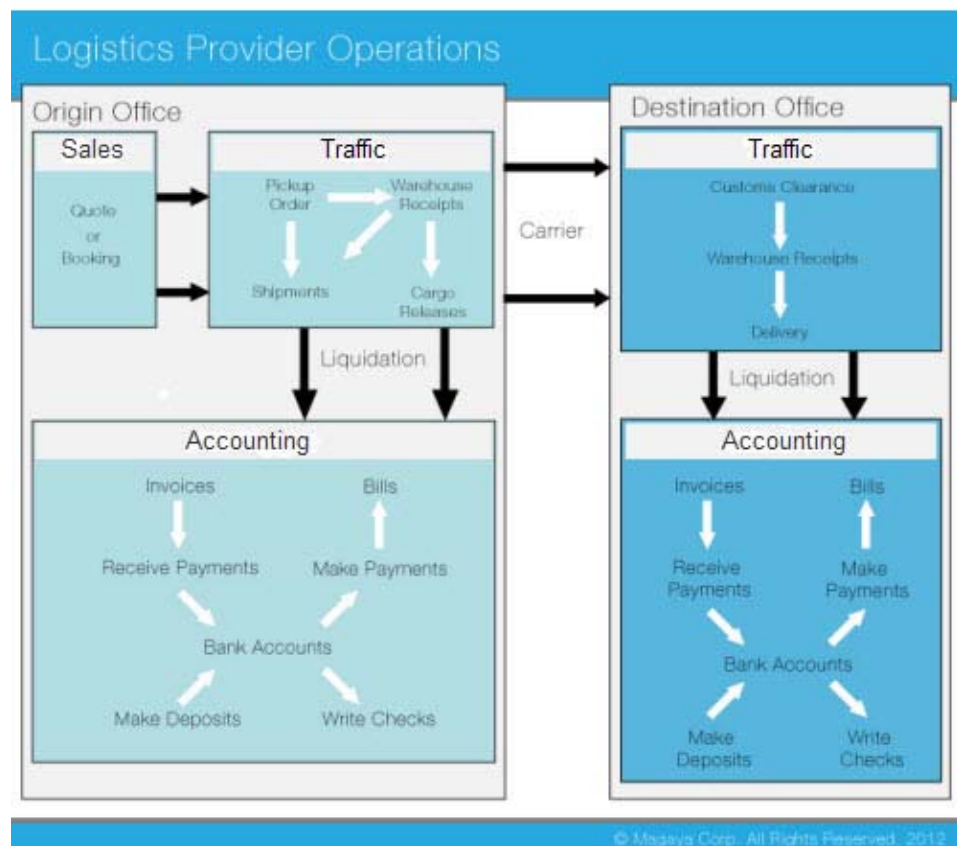 Logistics Provider Operations
Origin Office
Sales
Quote
or
Booking
Traffic
Pickup
Order
Warehouse
Receipts
Shipments
Cargo
Releases
Liquidation
Accounting
Invoices
Bills
Receive Payments
Make Payments
Bank Accounts
Make Deposits
Write Checks
Carrier
Destination Office
Traffic
Customs Clearance
Warehouse Receipts
Delivery
Liquidation
Accounting
Invoices
Bills
Receive
Payments
Make
Payments
Bank Accounts
Make
Deposits
Write
Checks
© Magaya Corp. All Rights Reserved. 2012